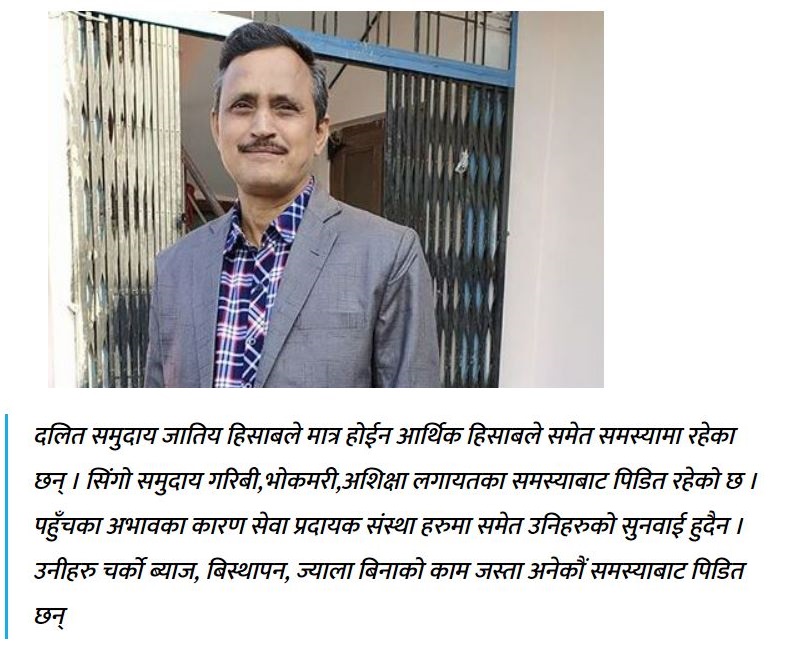 दलित समुदाय जातिय हिसाबले मात्र होईन आर्थिक हिसाबले समेत समस्यामा रहेका
छन् । सिंगो समुदाय गरिबी,भोकमरी,अशिक्षा लगायतका समस्याबाट पिडित रहेको छ ।
पहुँचका अभावका कारण सेवा प्रदायक संस्था हरुमा समेत उनिहरुको सुनवाई हुदैन ।
उनीहरु चर्को ब्याज, बिस्थापन, ज्याला बिनाको काम जस्ता अनेकौं समस्याबाट पिडित
छन्